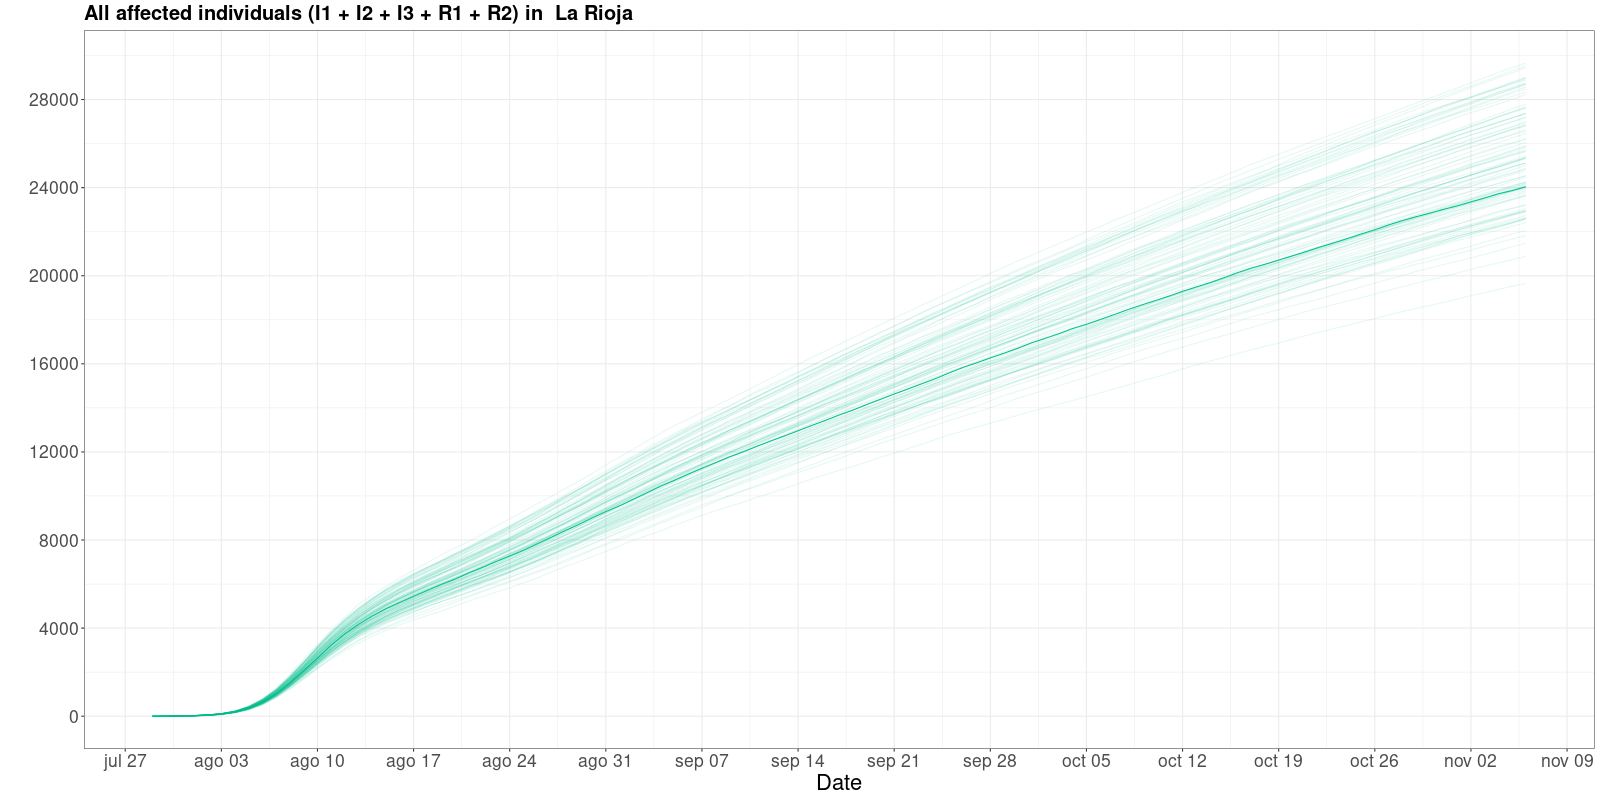 All affected individuals (I1 + I2 + I3 + R1 + R2) in  La Rioja
28000
24000
20000
16000
12000
8000
4000
0
jul 27 ago 03 ago 10 ago 17 ago 24 ago 31 sep 07 sep 14 sep 21 sep 28 oct 05 oct 12 oct 19 oct 26 nov 02 nov 09
Date